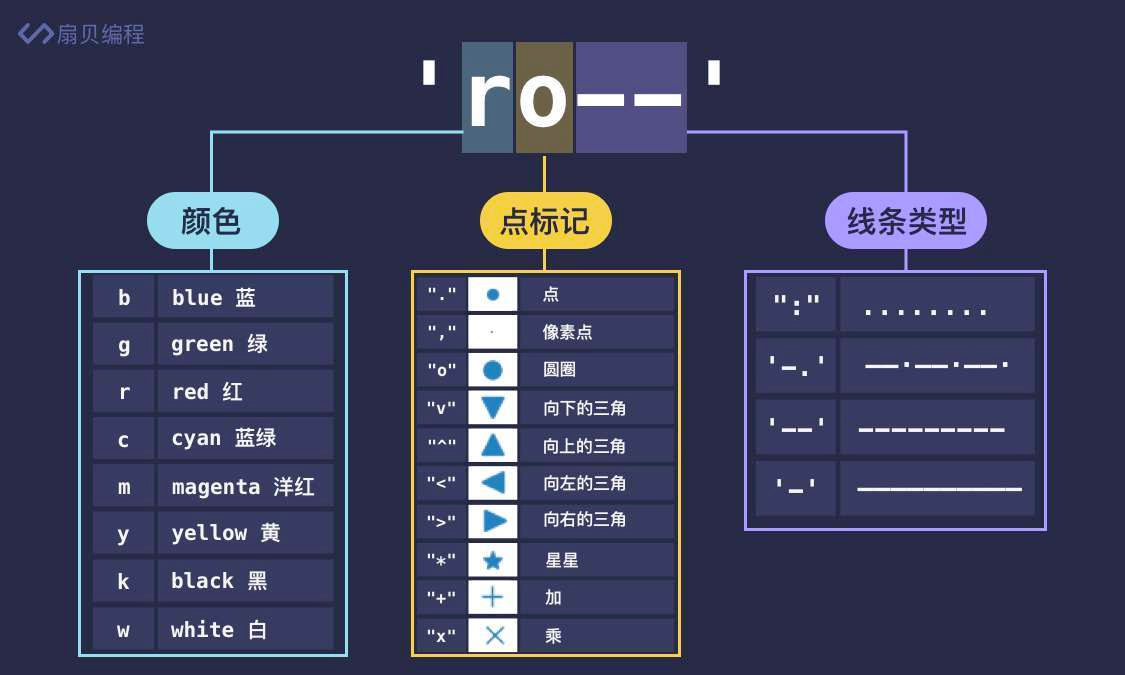 扇贝编程
'ro--'
颜色
点标记
线条类型
b blue 蓝
g green 绿
r red 红
c cyan 蓝绿
m magenta 洋红
y yellow 黄
k black 黑
w white 白
"." 点
"," 像素点
"o" 圆圈
"v" 向下的三角
"^" 向上的三角
"<" 向左的三角
">" 向右的三角
"*" 星星
"+" 加
"x" 乘
":" ........
'-.' ——·——·——·
'--' ---------
'-' ——————————